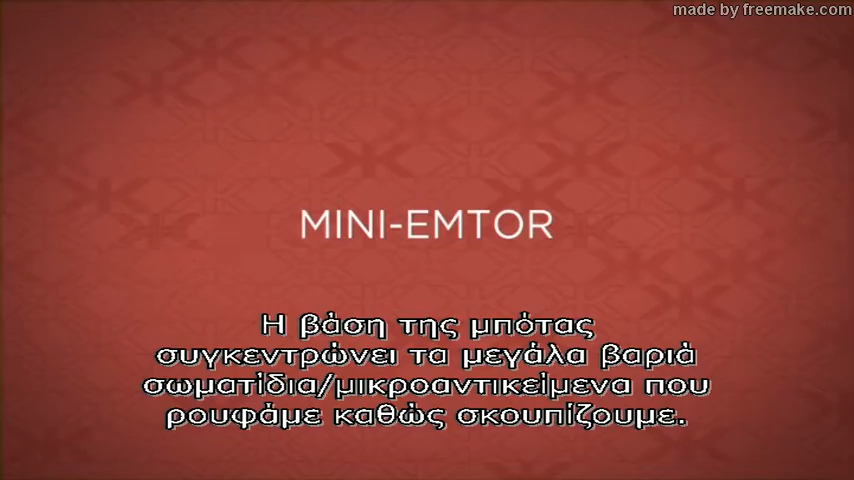 made by freemake.com
MINI-EMTOR
Η βάση της μπότας
συγκεντρώνει τα μεγάλα βαριά
σωματίδια/μικροαντικείμενα που
ρουφάμε καθώς σκουπίζουμε.